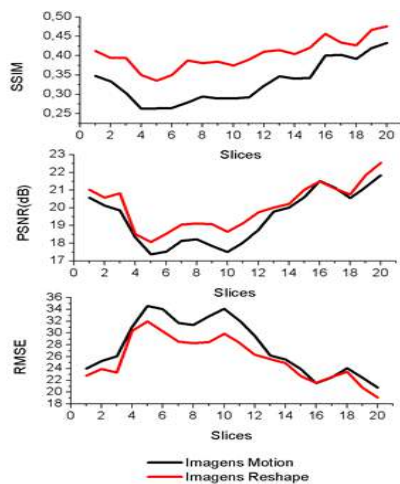 SSIM
0,50
0,45
0,40
0,35
0,30
0,25
0 2 4 6 8 10 12 14 16 18 20
Slices
PSNR(dB)
23
22
21
20
19
18
17
0 2 4 6 8 10 12 14 16 18 20
Slices
RMSE
36
34
32
30
28
26
24
22
20
18
0 2 4 6 8 10 12 14 16 18 20
Slices
Imagens Motion
Imagens Reshape